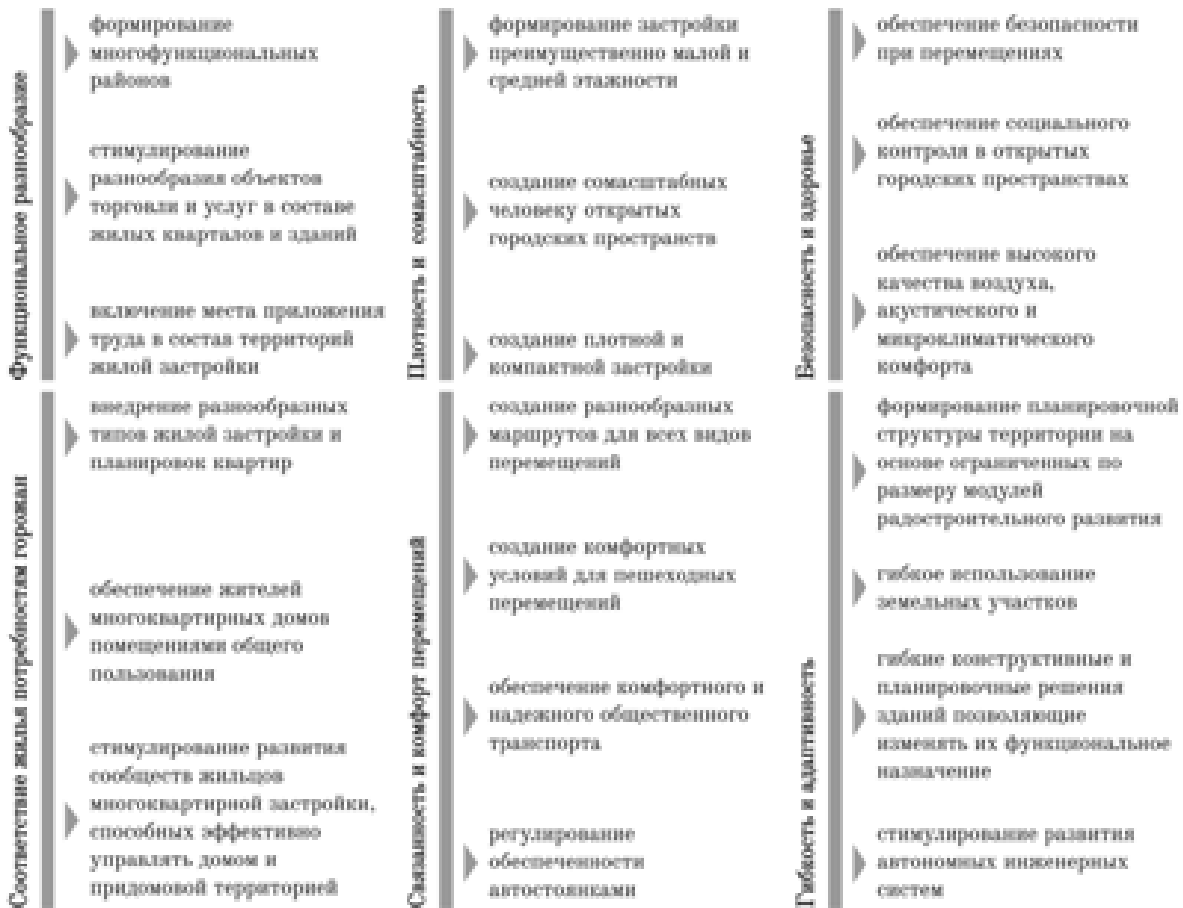 Функциональное разнообразие
формирование
многофункциональных
районов
стимулирование
разнообразия объектов
торговли и услуг в составе
жилых кварталов и зданий
включение места приложения
труда в состав территорий
жилой застройки
Плотность и сомасштабность
формирование застройки
преимущественно малой и
средней этажности
создание сомасштабных
человеку открытых
городских пространств
создание плотной и
компактной застройки
Безопасность и здоровье
обеспечение безопасности
при перемещениях
обеспечение социального
контроля в открытых
городских пространствах
обеспечение высокого
качества воздуха,
акустического и
микроклиматического
комфорта
Соответствие жилья потребностям горожан
внедрение разнообразных
типов жилой застройки и
планировок квартир
обеспечение жителей
многоквартирных домов
помещениями общего
пользования
стимулирование развития
сообществ жильцов
многоквартирной застройки,
способных эффективно
управлять домом и
придомовой территорией
Связанность и комфорт перемещений
создание разнообразных
маршрутов для всех видов
перемещений
создание комфортных
условий для пешеходных
перемещений
обеспечение комфортного и
надежного общественного
транспорта
регулирование
обеспеченности
автостоянками
Гибкость и адаптивность
формирование планировочной
структуры территории на
основе ограниченных по
размеру модулей
радостроительного развития
гибкое использование
земельных участков
гибкие конструктивные и
планировочные решения
зданий позволяющие
изменять их функциональное
назначение
стимулирование развития
автономных инженерных
систем